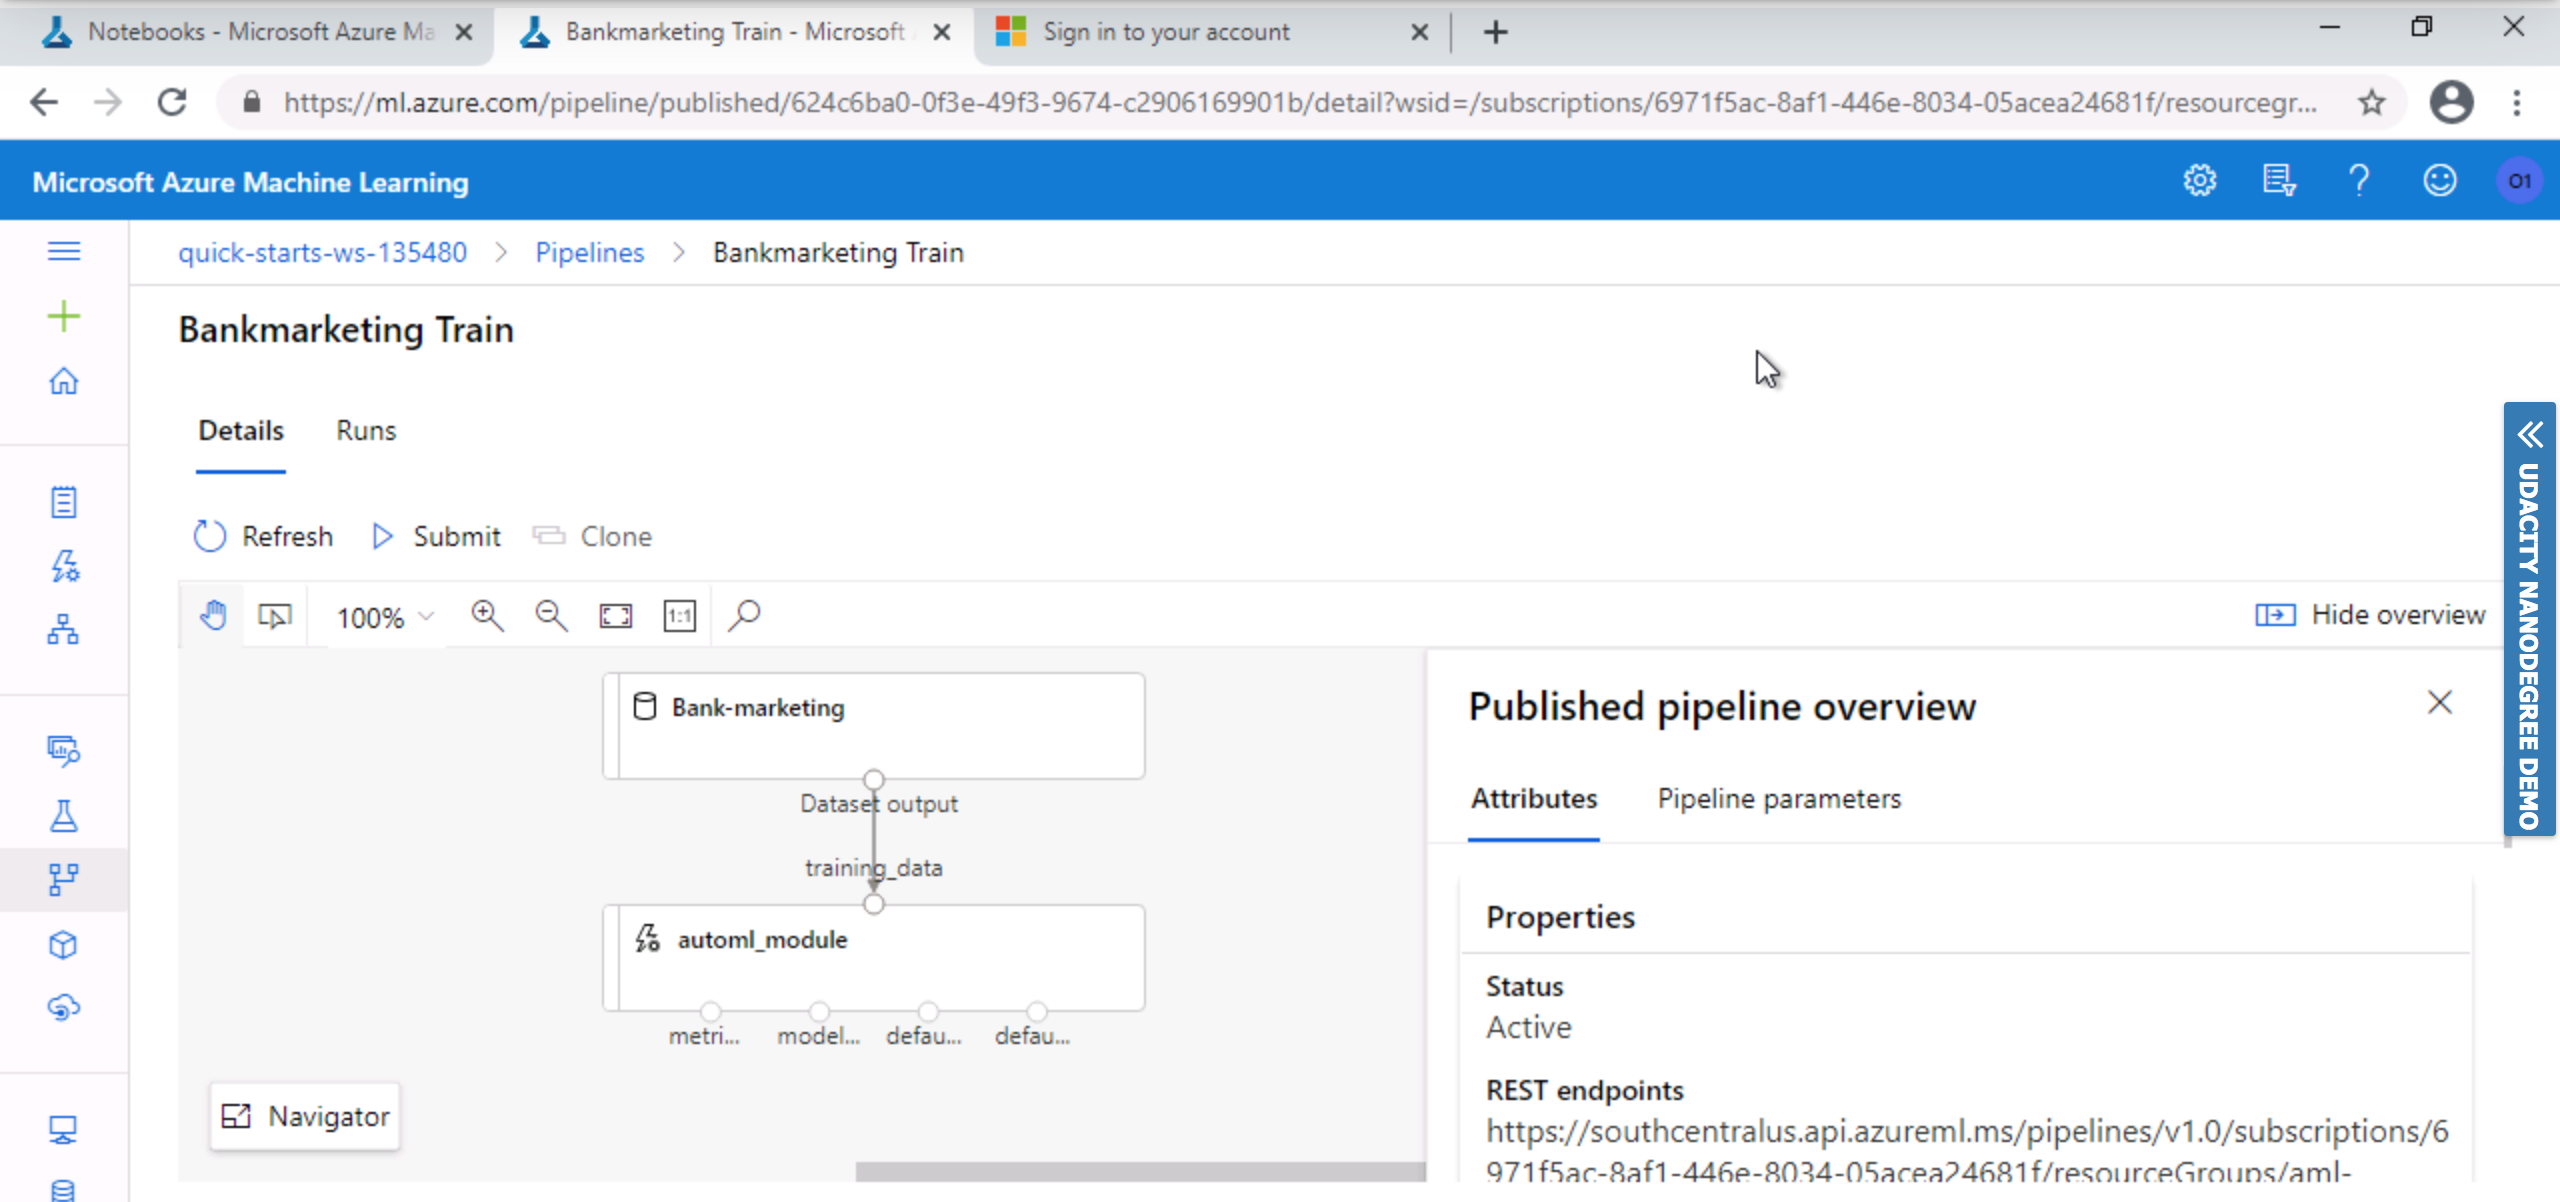 Notebooks - Microsoft Azure Ma
Bankmarketing Train - Microsoft
Sign in to your account
https://ml.azure.com/pipeline/published/624c6ba0-0f3e-49f3-9674-c2906169901b/detail?wsid=/subscriptions/6971f5ac-8af1-446e-8034-05acea24681f/resourcegr...
Microsoft Azure Machine Learning
O1
quick-starts-ws-135480 > Pipelines > Bankmarketing Train
Bankmarketing Train
Details Runs
Refresh Submit Clone
100% 1:1 Hide overview
Bank-marketing
Dataset output
training_data
automl_module
metri... model... defau... defau...
Navigator
Published pipeline overview
Attributes Pipeline parameters
Properties
Status
Active
REST endpoints
https://southcentralus.api.azureml.ms/pipelines/v1.0/subscriptions/6
971f5ac-8af1-446e-8034-05acea24681f/resourceGroups/aml-
UDACITY NANODEGREE DEMO